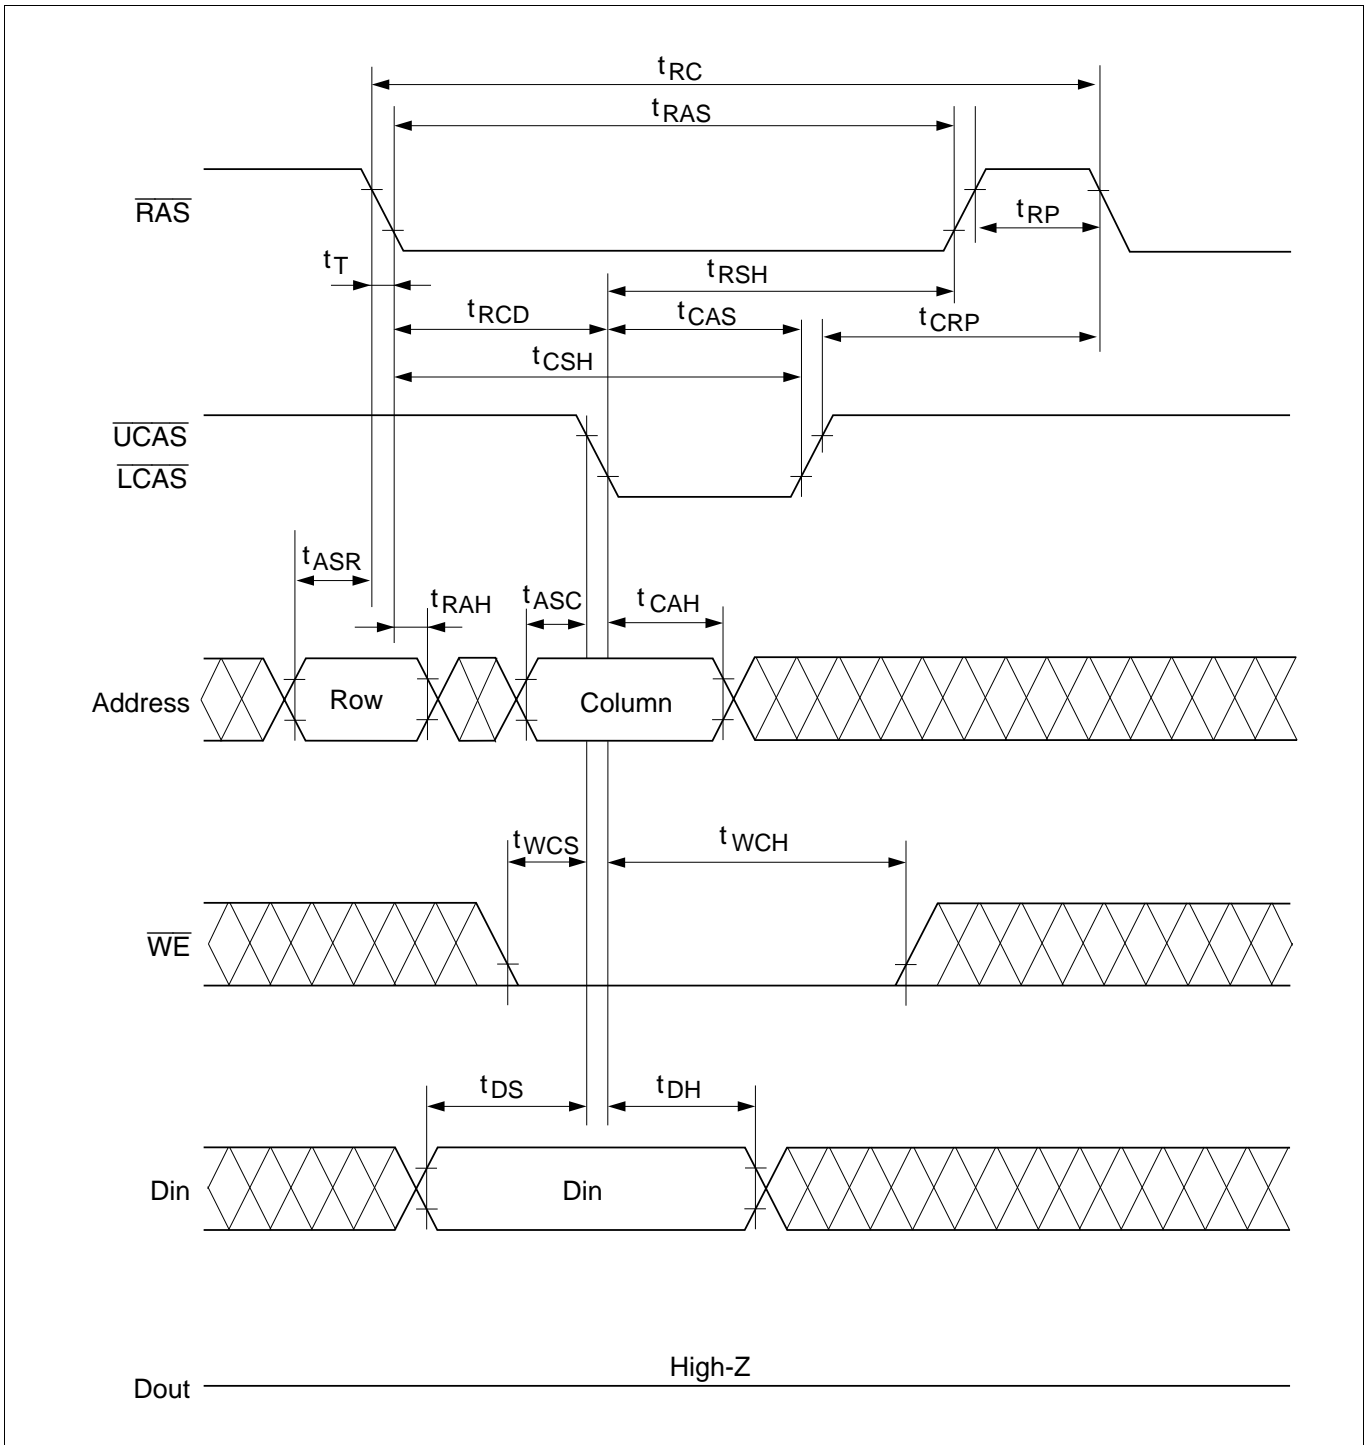 tRC
tRAS
RAS
tRP
tT
tRSH
tRCD
tCAS
tCRP
tCSH
UCAS
LCAS
tASR
tRAH
tASC
tCAH
Address
Row
Column
tWCS
tWCH
WE
tDS
tDH
Din
Din
High-Z
Dout